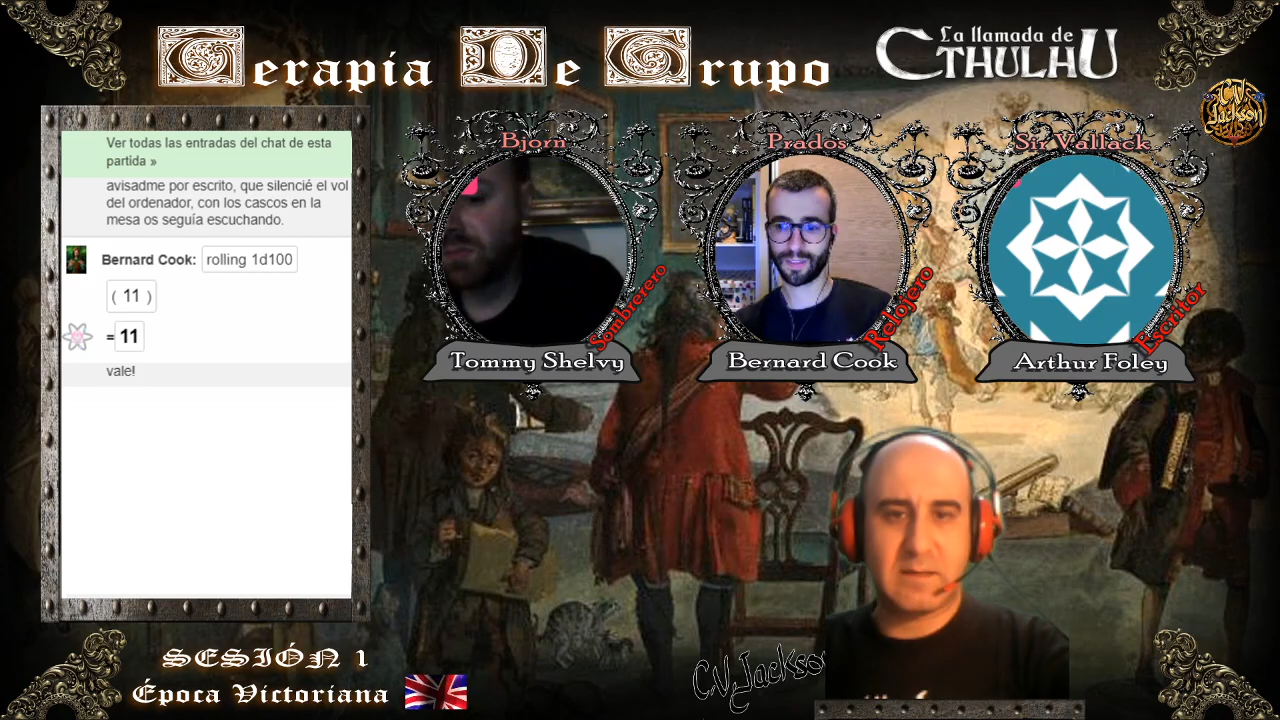 Terapia De Grupo
La llamada de
CTHULHU
CVJackson
Ver todas las entradas del chat de esta
partida »
avisadme por escrito, que silencié el vol
del ordenador, con los cascos en la
mesa os seguía escuchando.
Bernard Cook: rolling 1d100
( 11 )
=11
vale!
Bjorn
Sombrerero
Tommy Shelvy
Prados
Relojero
Bernard Cook
Sir Vallack
Escritor
Arthur Foley
SESIÓN 1
Época Victoriana
CVJackso